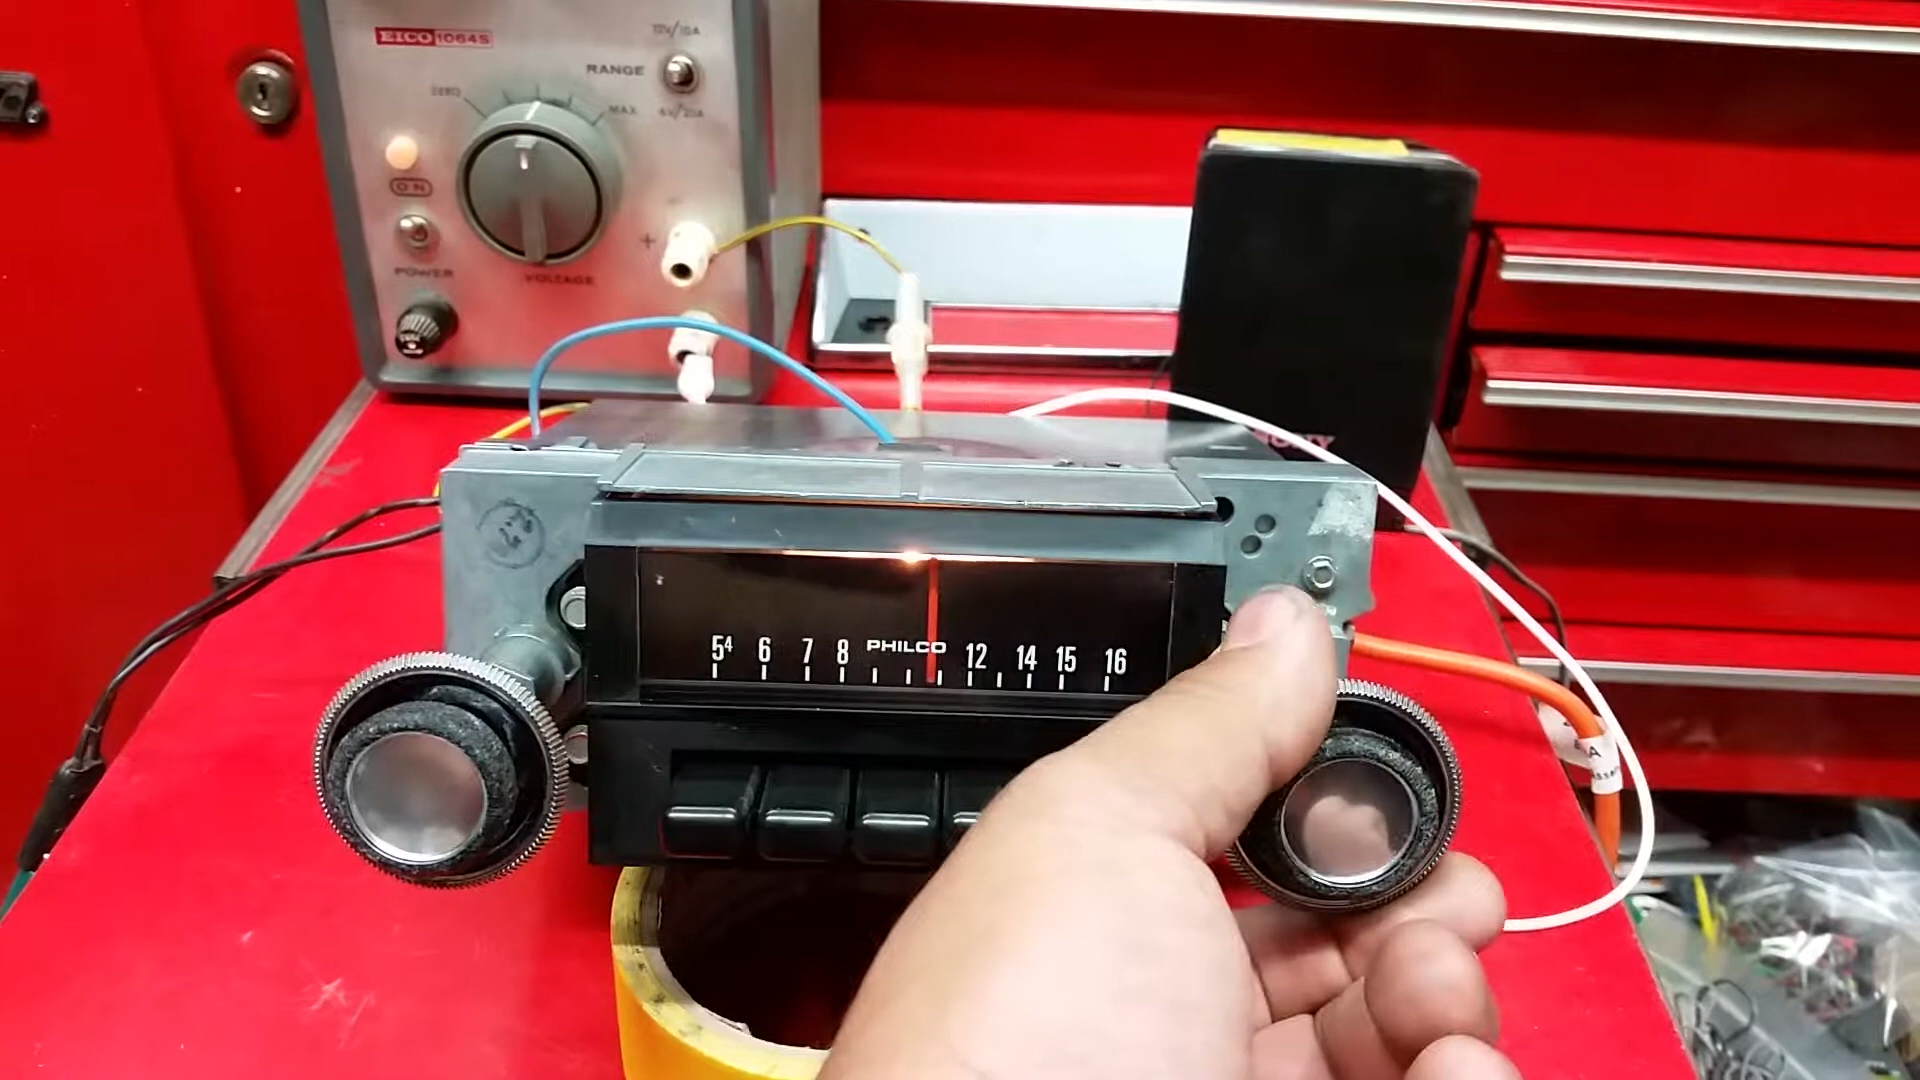 EICO 1064S
12V/10A
RANGE
ZERO
MAX
6V/20A
ON
+
POWER
VOLTAGE
SONY
PHILCO
5⁴ 6 7 8 12 14 15 16